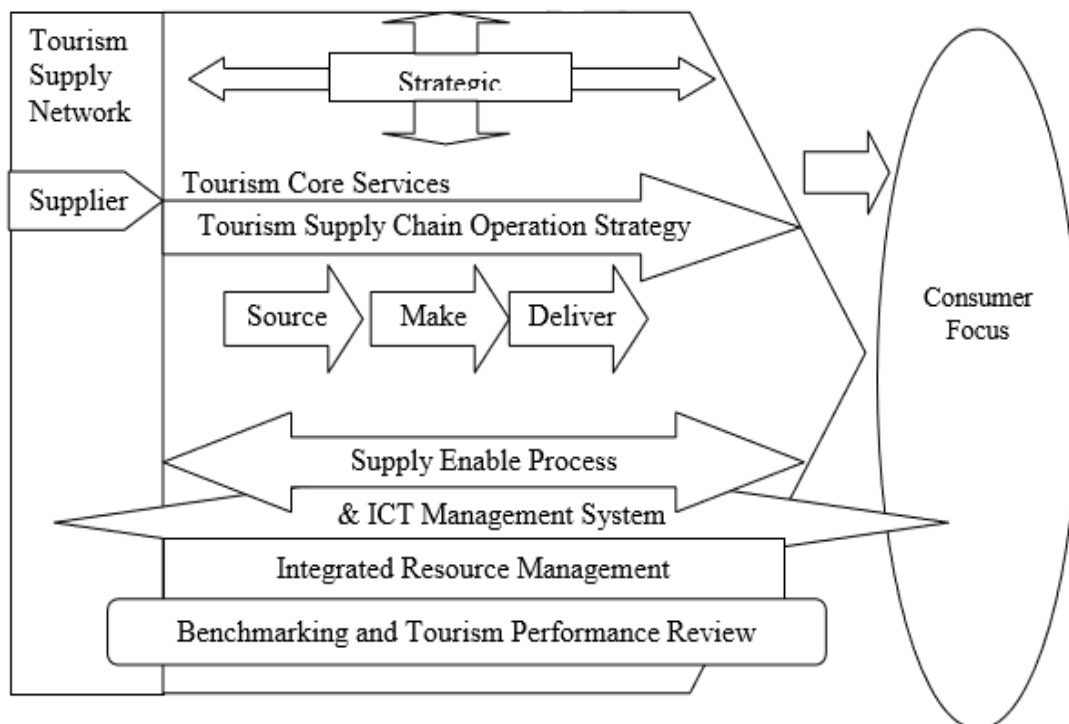 Tourism
Supply
Network
Strategic
Supplier
Tourism Core Services
Tourism Supply Chain Operation Strategy
Source
Make
Deliver
Consumer
Focus
Supply Enable Process
& ICT Management System
Integrated Resource Management
Benchmarking and Tourism Performance Review